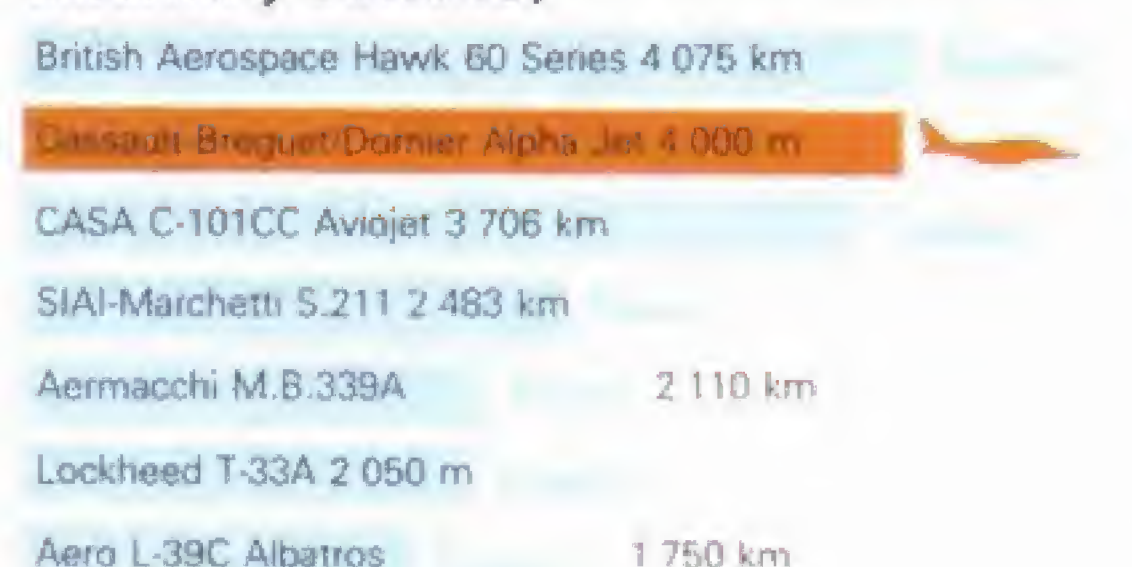 British Aerospace Hawk 60 Series 4 075 km
Dassault-Breguet/Dornier Alpha Jet 4 000 m
CASA C-101CC Aviojet 3 706 km
SIAI-Marchetti S.211 2 483 km
Aermacchi M.B.339A 2 110 km
Lockheed T-33A 2 050 m
Aero L-39C Albatros 1 750 km